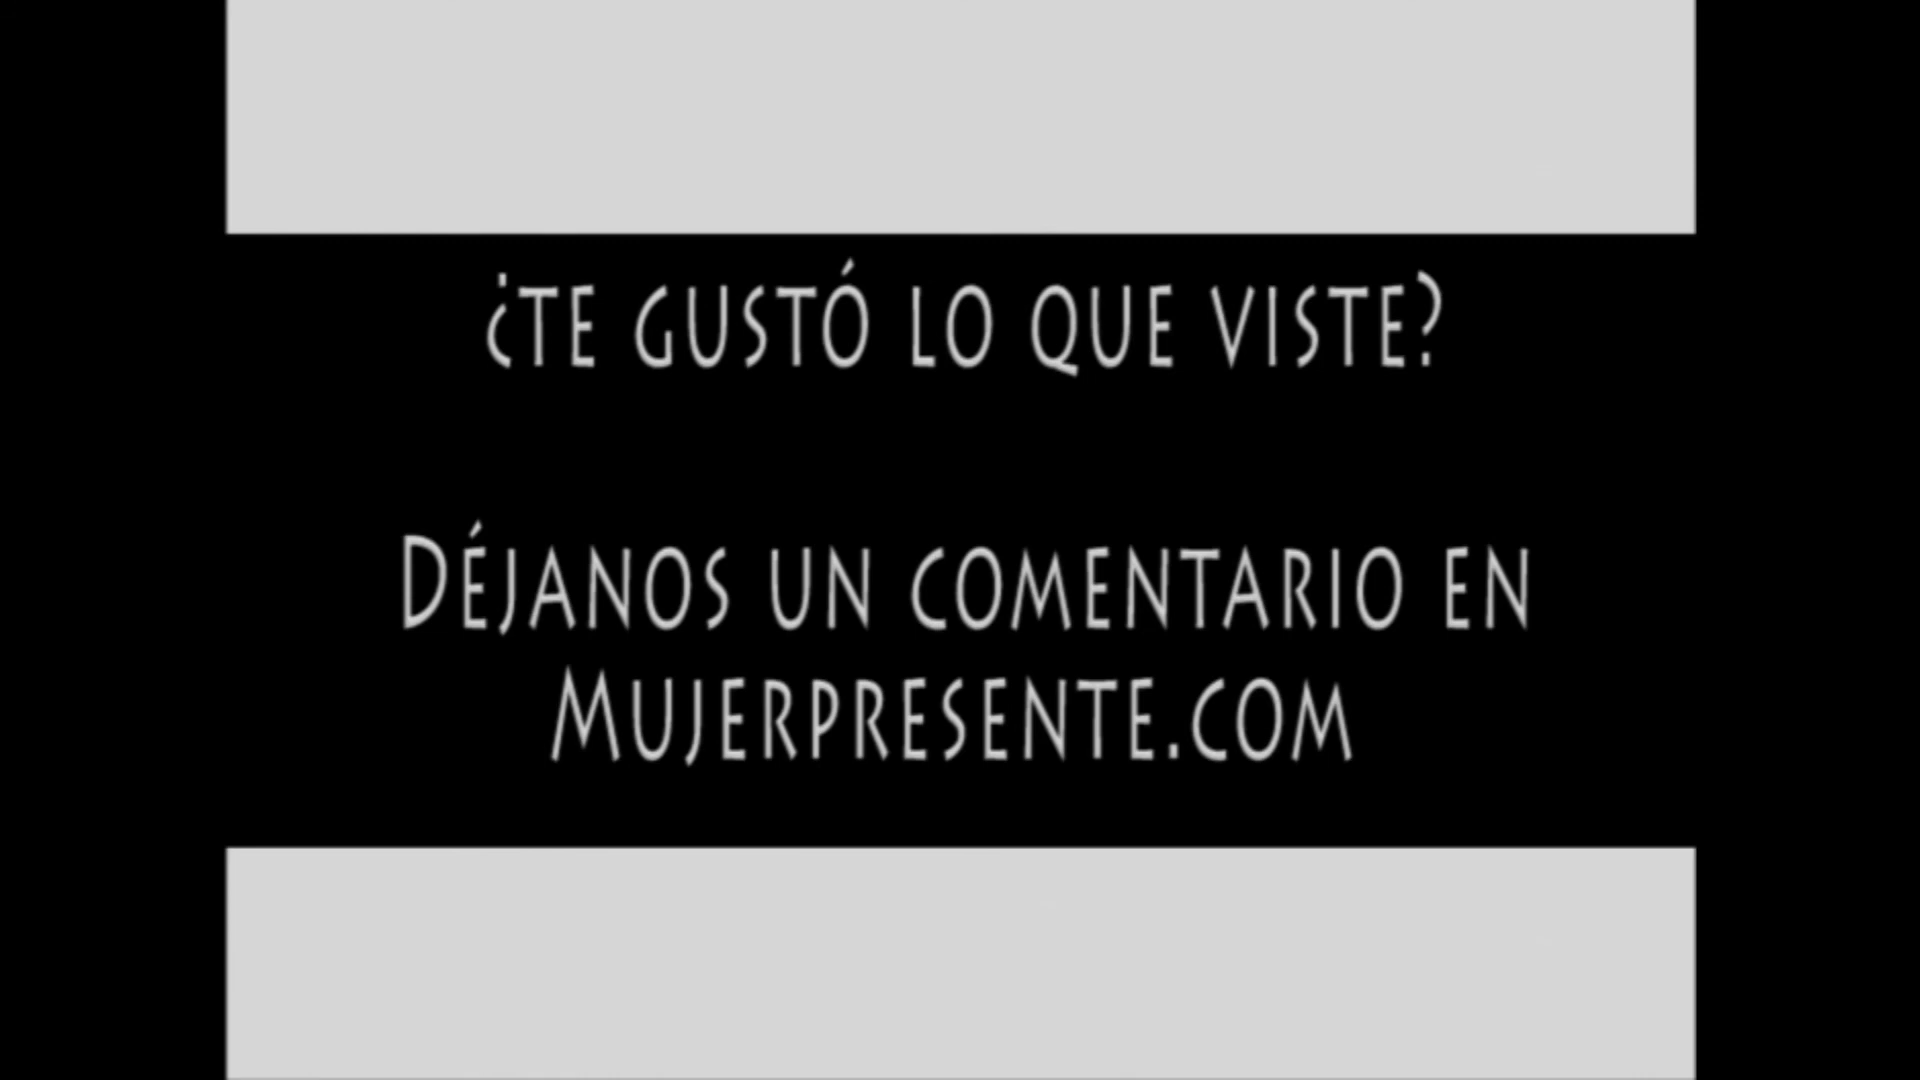 ¿TE GUSTÓ LO QUE VISTE?
DÉJANOS UN COMENTARIO EN
MUJERPRESENTE.COM